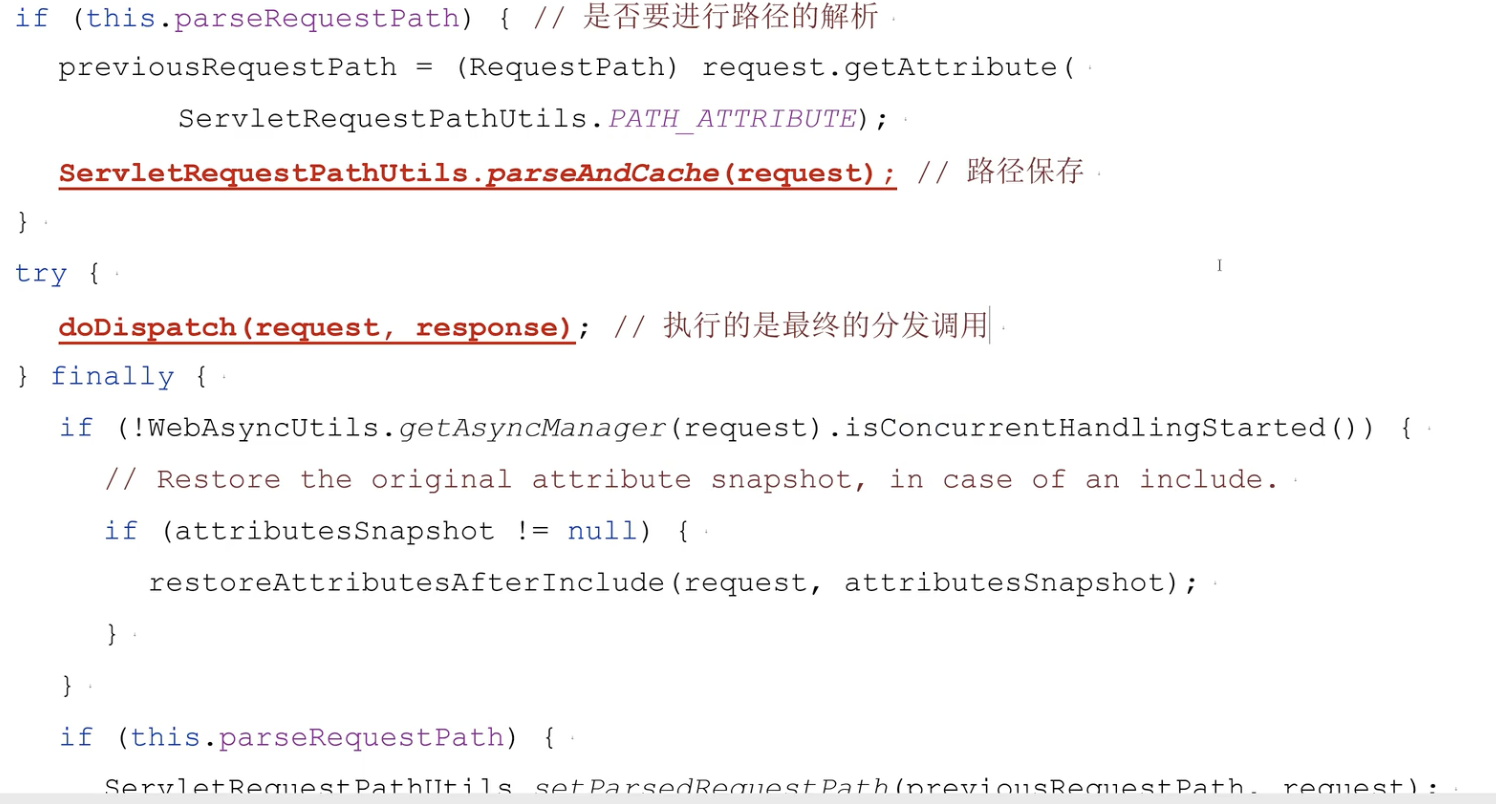 if (this.parseRequestPath) { // 是否要进行路径的解析
previousRequestPath = (RequestPath) request.getAttribute(
ServletRequestPathUtils.PATH_ATTRIBUTE);
ServletRequestPathUtils.parseAndCache(request); // 路径保存
}
try {
doDispatch(request, response); // 执行的是最终的分发调用
} finally {
if (!WebAsyncUtils.getAsyncManager(request).isConcurrentHandlingStarted()) {
// Restore the original attribute snapshot, in case of an include.
if (attributesSnapshot != null) {
restoreAttributesAfterInclude(request, attributesSnapshot);
}
}
if (this.parseRequestPath) {
ServletRequestPathUtils.setParsedRequestPath(previousRequestPath, request);